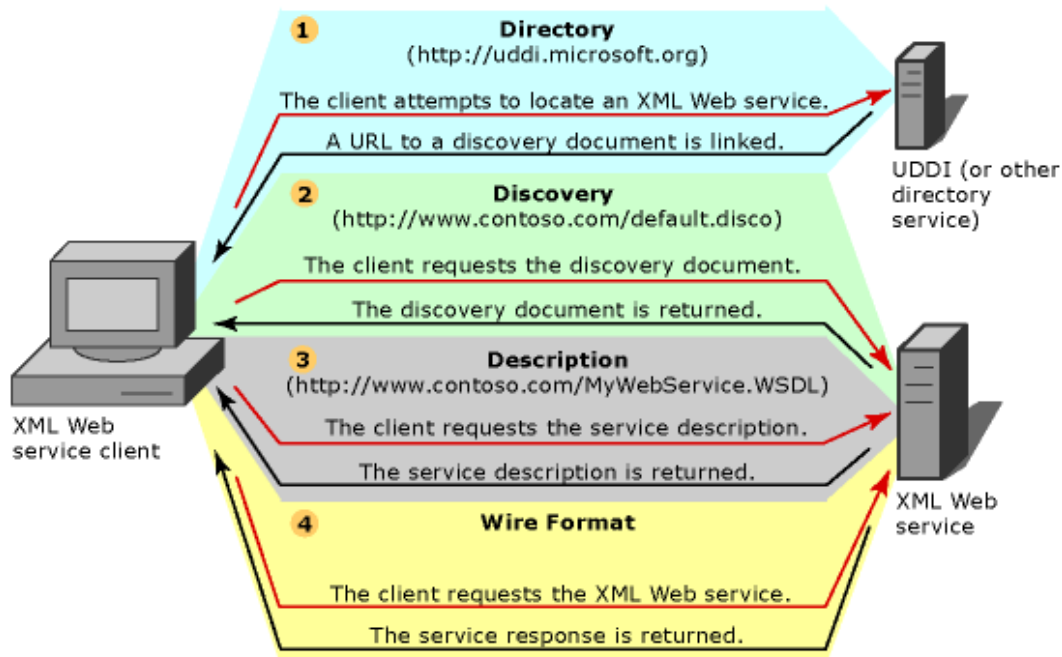 1
Directory
(http://uddi.microsoft.org)
The client attempts to locate an XML Web service.
A URL to a discovery document is linked.
UDDI (or other
directory
service)
2
Discovery
(http://www.contoso.com/default.disco)
The client requests the discovery document.
The discovery document is returned.
3
Description
(http://www.contoso.com/MyWebService.WSDL)
The client requests the service description.
The service description is returned.
XML Web
service client
XML Web
service
4
Wire Format
The client requests the XML Web service.
The service response is returned.